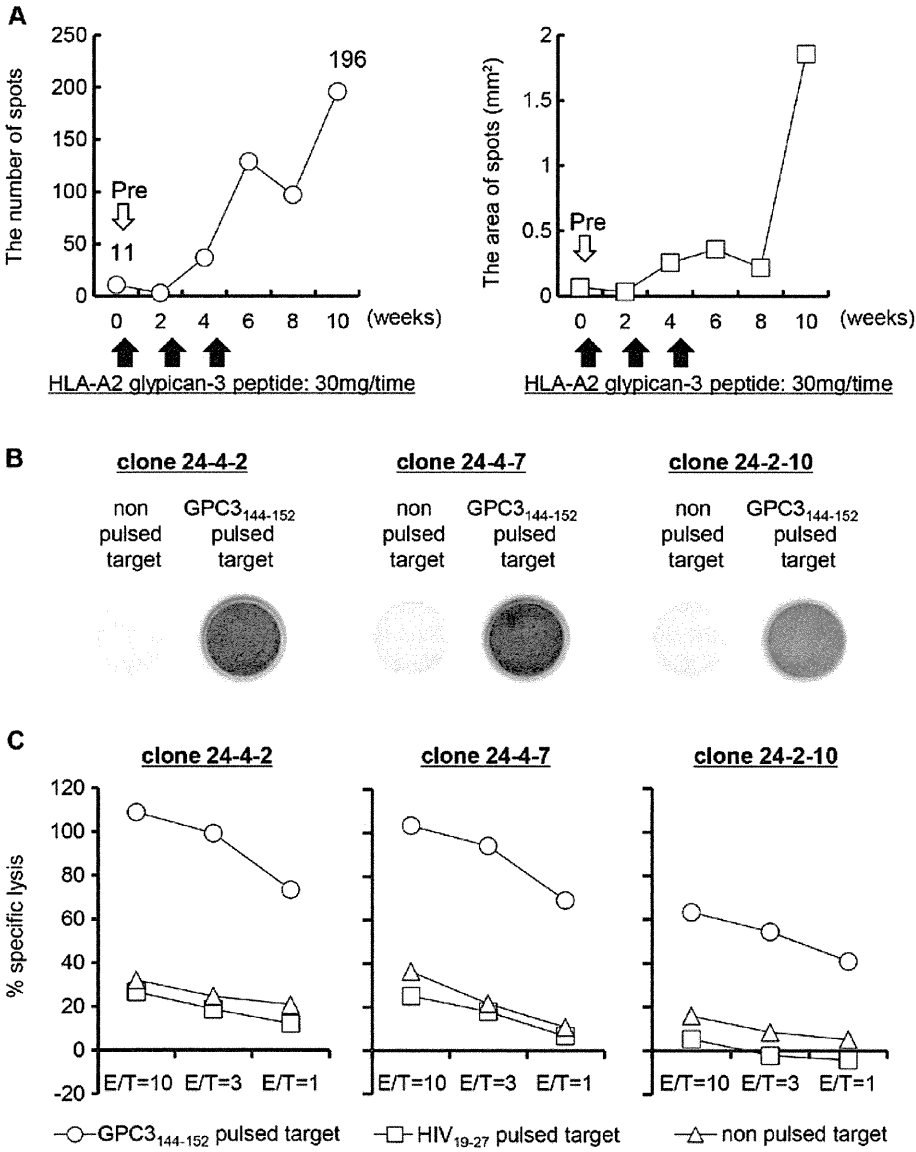 A
The number of spots
250
200
150
100
50
0
196
Pre
11
0 2 4 6 8 10 (weeks)
HLA-A2 glypican-3 peptide: 30mg/time
The area of spots (mm²)
2
1.5
1
0.5
0
Pre
0 2 4 6 8 10 (weeks)
HLA-A2 glypican-3 peptide: 30mg/time
B
clone 24-4-2
non pulsed target
GPC3₁₄₄₋₁₅₂ pulsed target
clone 24-4-7
non pulsed target
GPC3₁₄₄₋₁₅₂ pulsed target
clone 24-2-10
non pulsed target
GPC3₁₄₄₋₁₅₂ pulsed target
C
clone 24-4-2
clone 24-4-7
clone 24-2-10
% specific lysis
120
100
80
60
40
20
0
-20
E/T=10 E/T=3 E/T=1
E/T=10 E/T=3 E/T=1
E/T=10 E/T=3 E/T=1
GPC3₁₄₄₋₁₅₂ pulsed target
HIV₁₉₋₂₇ pulsed target
non pulsed target